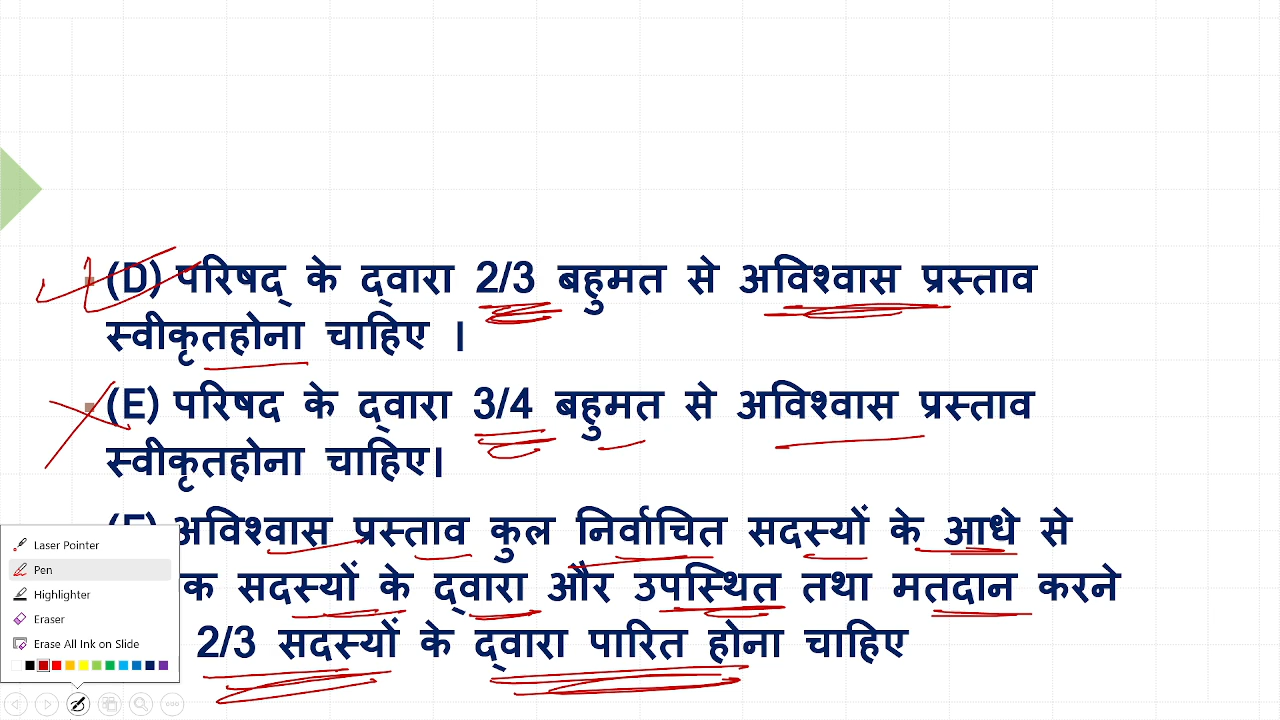 (D) परिषद् के द्वारा 2/3 बहुमत से अविश्वास प्रस्ताव
स्वीकृतहोना चाहिए ।
(E) परिषद के द्वारा 3/4 बहुमत से अविश्वास प्रस्ताव
स्वीकृतहोना चाहिए।
अविश्वास प्रस्ताव कुल निर्वाचित सदस्यों के आधे से
क सदस्यों के द्वारा और उपस्थित तथा मतदान करने
2/3 सदस्यों के द्वारा पारित होना चाहिए
Laser Pointer
Pen
Highlighter
Eraser
Erase All Ink on Slide